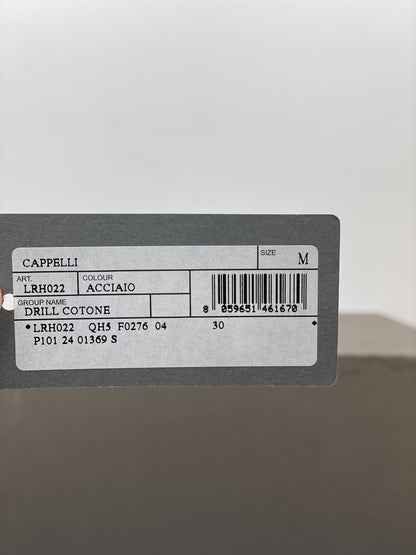 CAPPELLI
SIZE
M
ART.
LRH022
COLOUR
ACCIAIO
GROUP NAME
DRILL COTONE
8 059651 461670
*LRH022 QH5 F0276 04 30 *
P101 24 01369 S